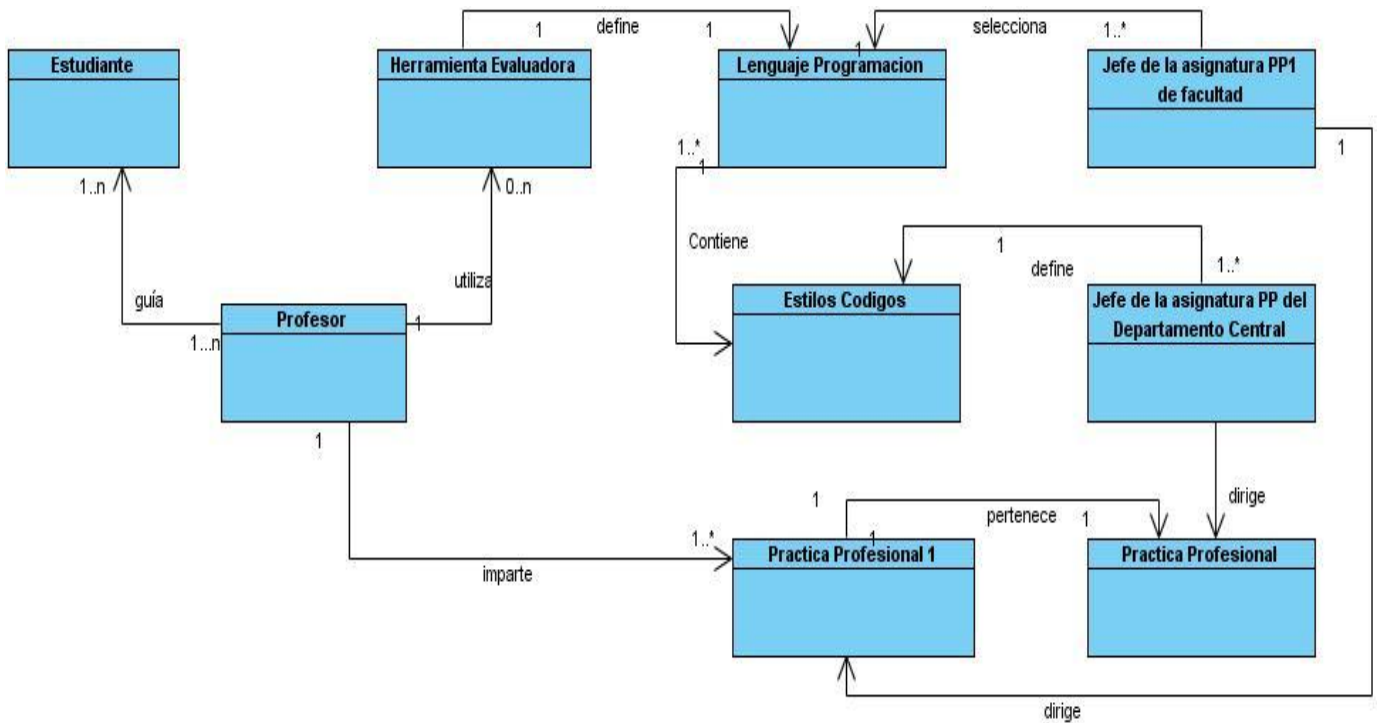 1
define
1
selecciona
1..*
Estudiante
Herramienta Evaluadora
Lenguaje Programacion
1
Jefe de la asignatura PP1
de facultad
1..*
1
1
1..n
0..n
Contiene
1
define
1..*
guía
utiliza
Estilos Codigos
Jefe de la asignatura PP del
Departamento Central
Profesor
1
1...n
1
1
pertenece
1
dirige
1..*
imparte
Practica Profesional 1
1
Practica Profesional
dirige